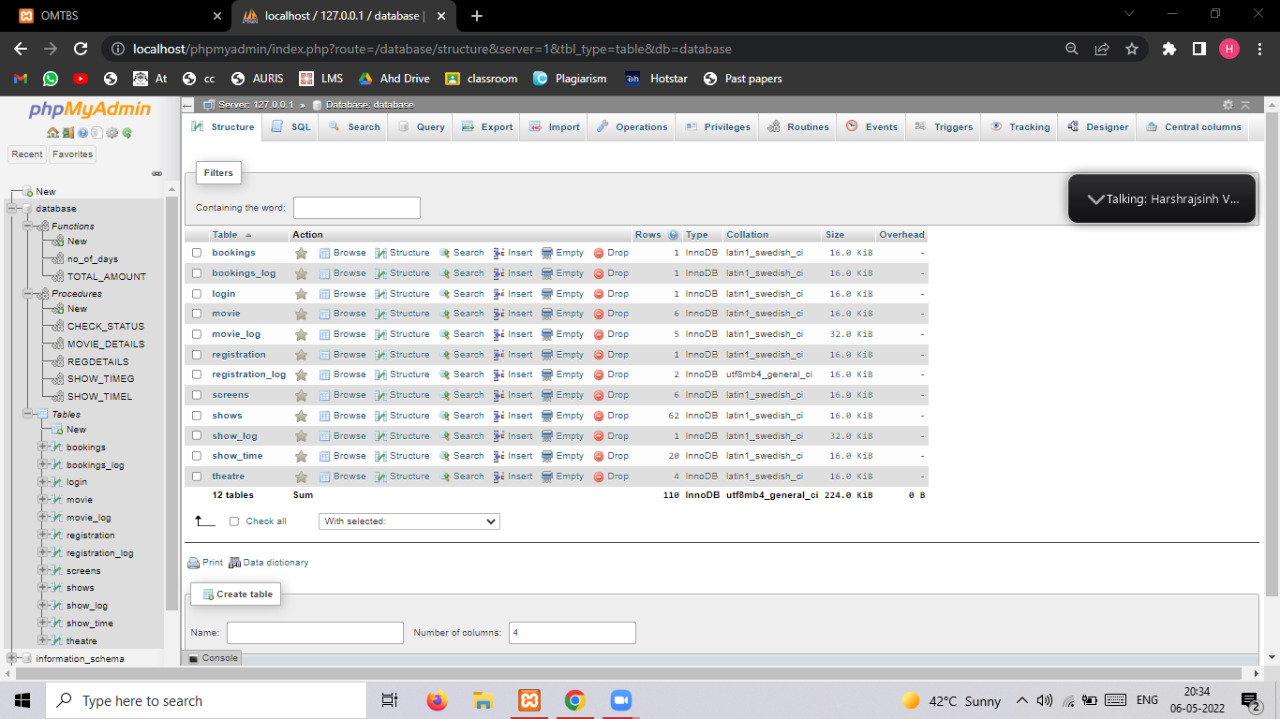 OMTBS
localhost / 127.0.0.1 / database |
localhost/phpmyadmin/index.php?route=/database/structure&server=1&tbl_type=table&db=database
H
At cc AURIS LMS Ahd Drive classroom Plagiarism Hotstar Past papers
phpMyAdmin
Recent Favorites
New
database
Functions
New
no_of_days
TOTAL_AMOUNT
Procedures
New
CHECK_STATUS
MOVIE_DETAILS
REGDETAILS
SHOW_TIMEG
SHOW_TIMEL
Tables
New
bookings
bookings_log
login
movie
movie_log
registration
registration_log
screens
shows
show_log
show_time
theatre
information_schema
Server: 127.0.0.1 » Database: database
Structure SQL Search Query Export Import Operations Privileges Routines Events Triggers Tracking Designer Central columns
Filters
Containing the word:
Talking: Harshrajsinh V...
Table Action Rows Type Collation Size Overhead
bookings Browse Structure Search Insert Empty Drop 1 InnoDB latin1_swedish_ci 16.0 KiB -
bookings_log Browse Structure Search Insert Empty Drop 1 InnoDB latin1_swedish_ci 16.0 KiB -
login Browse Structure Search Insert Empty Drop 1 InnoDB latin1_swedish_ci 16.0 KiB -
movie Browse Structure Search Insert Empty Drop 6 InnoDB latin1_swedish_ci 16.0 KiB -
movie_log Browse Structure Search Insert Empty Drop 5 InnoDB latin1_swedish_ci 32.0 KiB -
registration Browse Structure Search Insert Empty Drop 1 InnoDB latin1_swedish_ci 16.0 KiB -
registration_log Browse Structure Search Insert Empty Drop 2 InnoDB utf8mb4_general_ci 16.0 KiB -
screens Browse Structure Search Insert Empty Drop 6 InnoDB latin1_swedish_ci 16.0 KiB -
shows Browse Structure Search Insert Empty Drop 62 InnoDB latin1_swedish_ci 16.0 KiB -
show_log Browse Structure Search Insert Empty Drop 1 InnoDB latin1_swedish_ci 32.0 KiB -
show_time Browse Structure Search Insert Empty Drop 20 InnoDB latin1_swedish_ci 16.0 KiB -
theatre Browse Structure Search Insert Empty Drop 4 InnoDB latin1_swedish_ci 16.0 KiB -
12 tables Sum 110 InnoDB utf8mb4_general_ci 224.0 KiB 0 B
Check all With selected:
Print Data dictionary
Create table
Name: Number of columns: 4
Console
Type here to search
42°C Sunny
ENG
20:34
06-05-2022
2